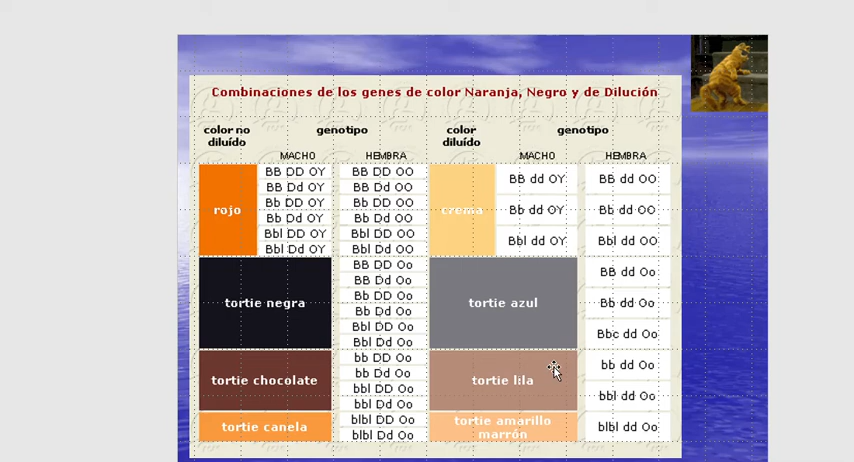 Combinaciones de los genes de color Naranja, Negro y de Dilución
color no diluído genotipo color diluído genotipo
MACHO HEMBRA MACHO HEMBRA
rojo
BB DD OY BB DD OO
BB Dd OY BB Dd OO
Bb DD OY Bb DD OO
Bb Dd OY Bb Dd OO
Bbl DD OY Bbl DD OO
Bbl Dd OY Bbl Dd OO
crema
BB dd OY BB dd OO
Bb dd OY Bb dd OO
Bbl dd OY Bbl dd OO
tortie negra
BB DD Oo
BB Dd Oo
Bb DD Oo
Bb Dd Oo
Bbl DD Oo
Bbl Dd Oo
tortie azul
BB dd Oo
Bb dd Oo
Bbc dd Oo
tortie chocolate
bb DD Oo
bb Dd Oo
bbl DD Oo
bbl Dd Oo
tortie lila
bb dd Oo
bbl dd Oo
tortie canela
blbl DD Oo
blbl Dd Oo
tortie amarillo
marrón
blbl dd Oo